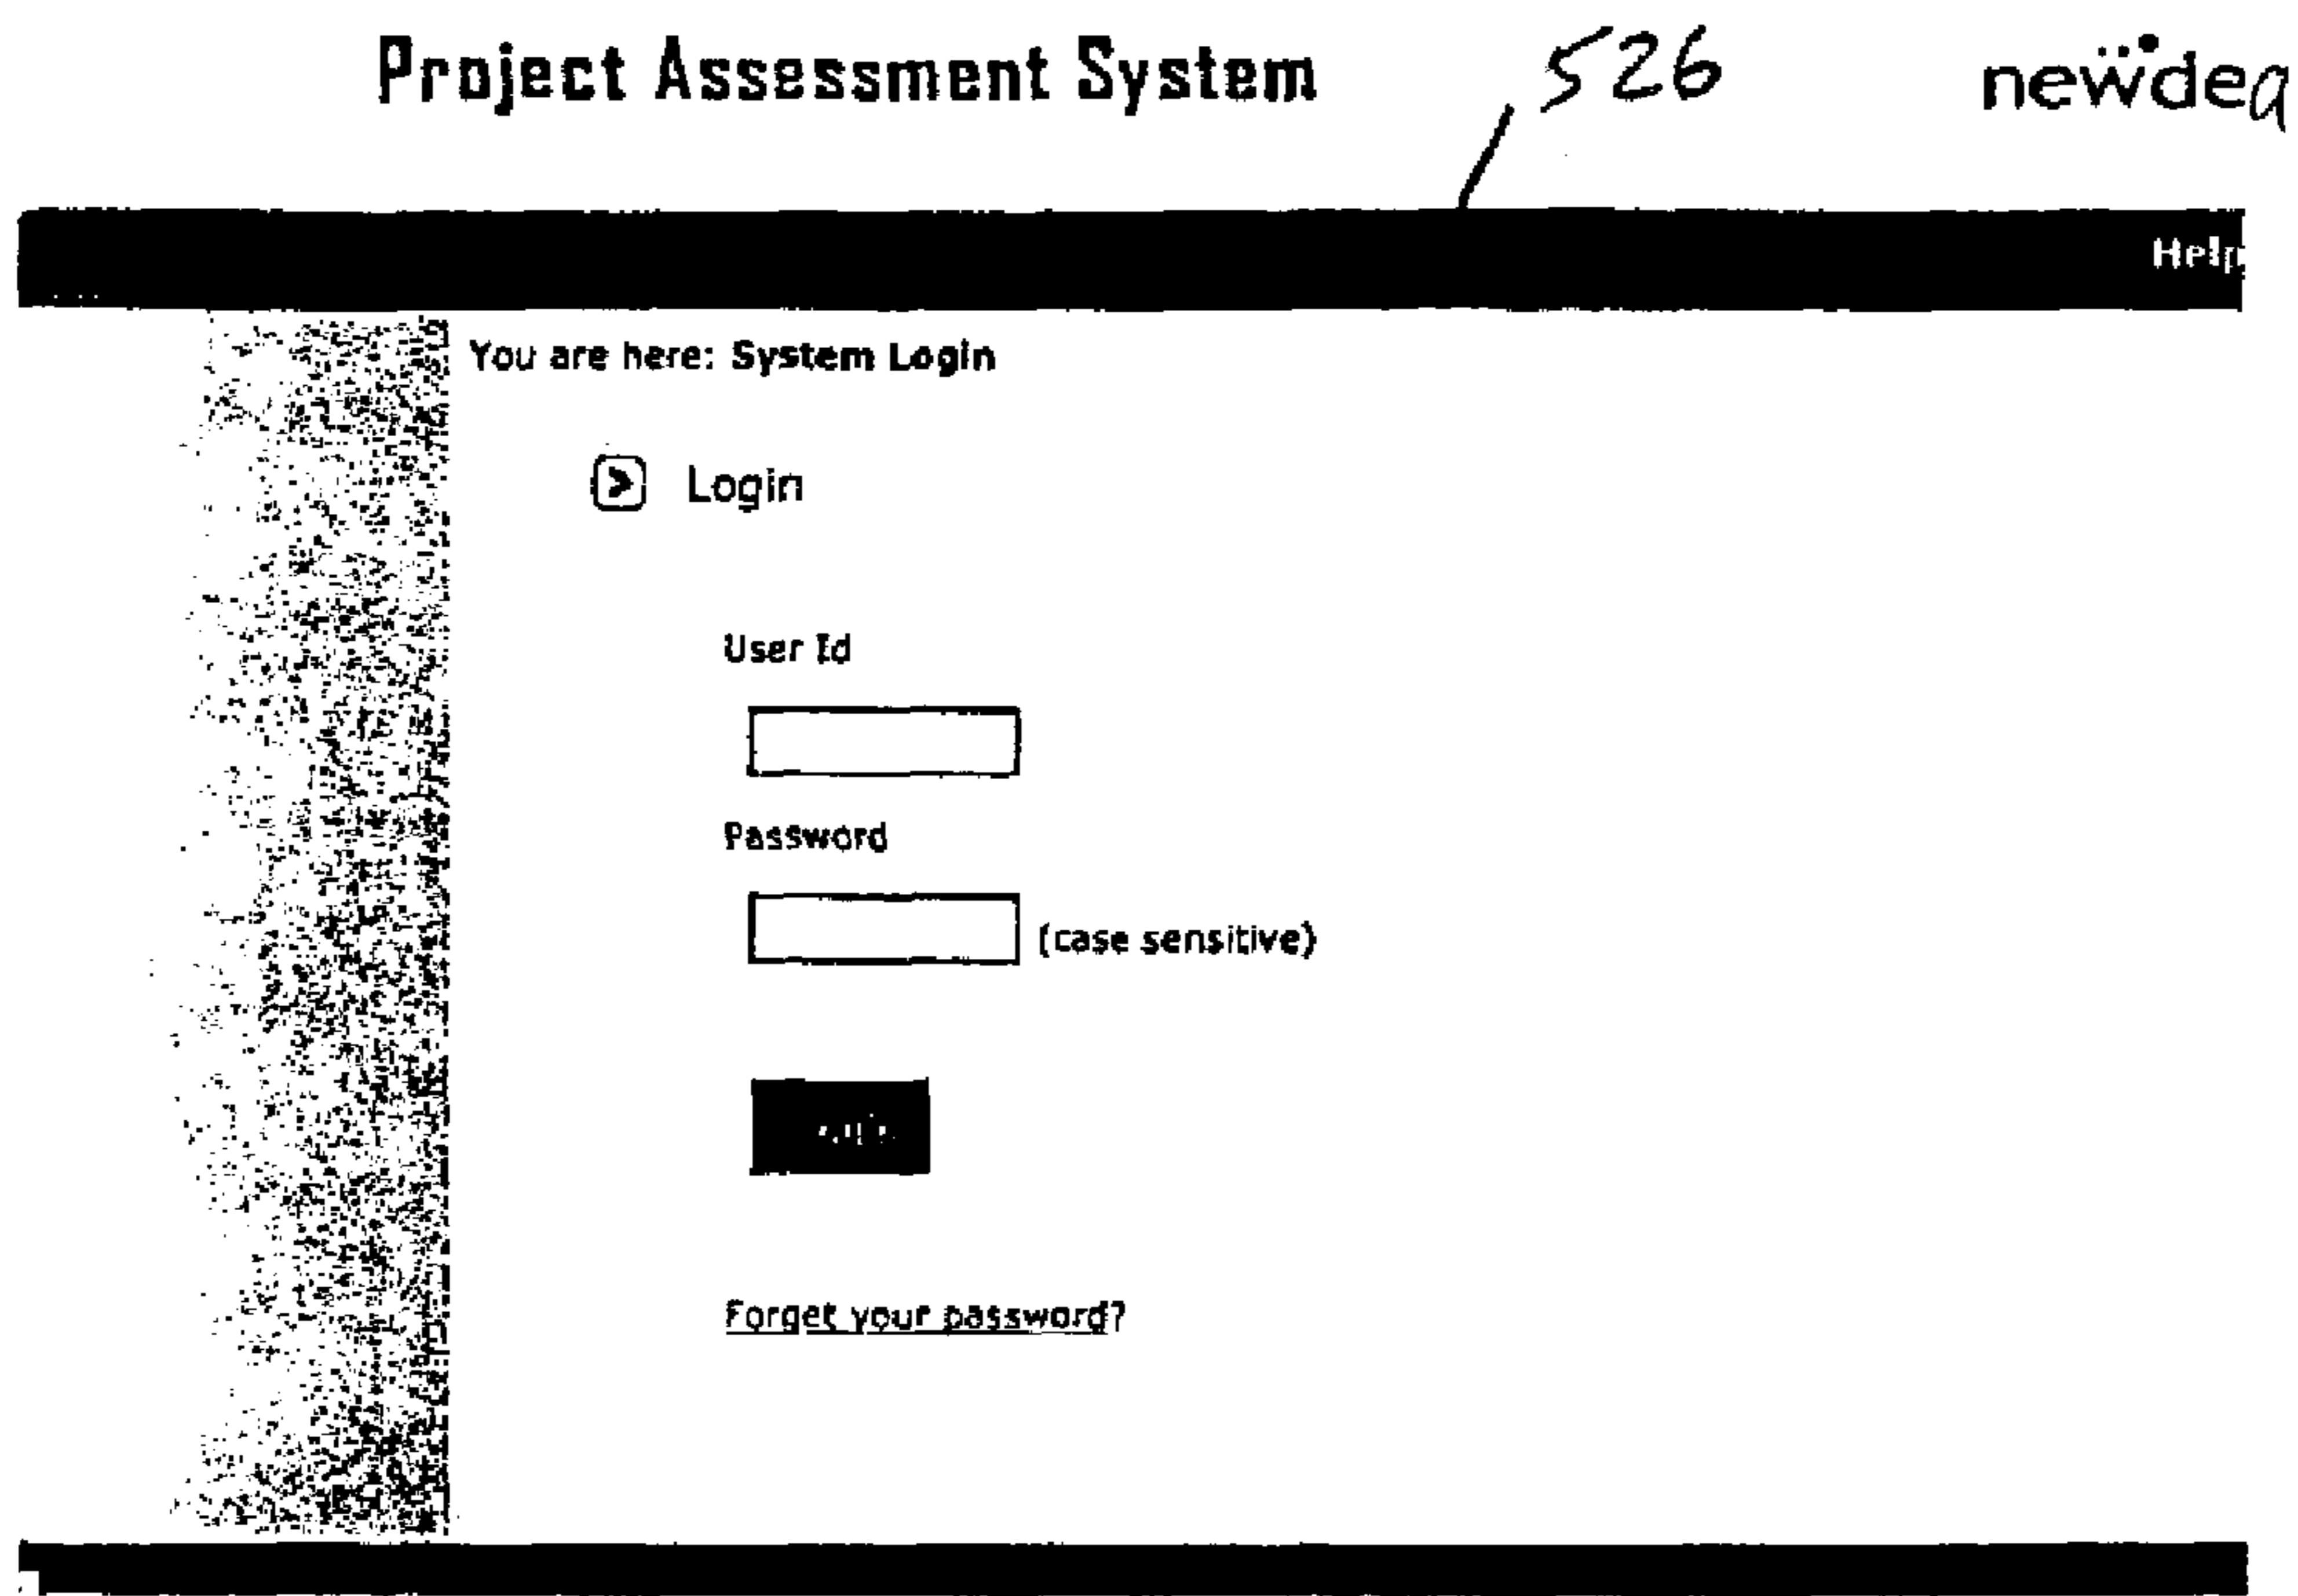 Project Assessment System 526 newdea
Help
You are here: System Login
Login
User Id
Password
(case sensitive)
Forget your password?